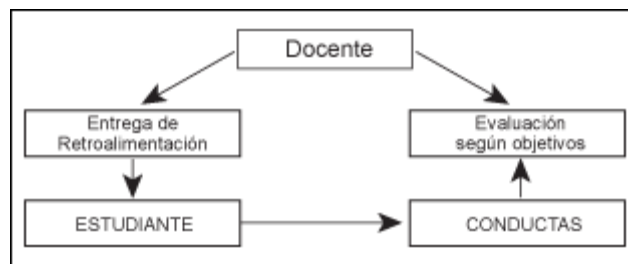 Docente
Entrega de
Retroalimentación
Evaluación
según objetivos
ESTUDIANTE
CONDUCTAS